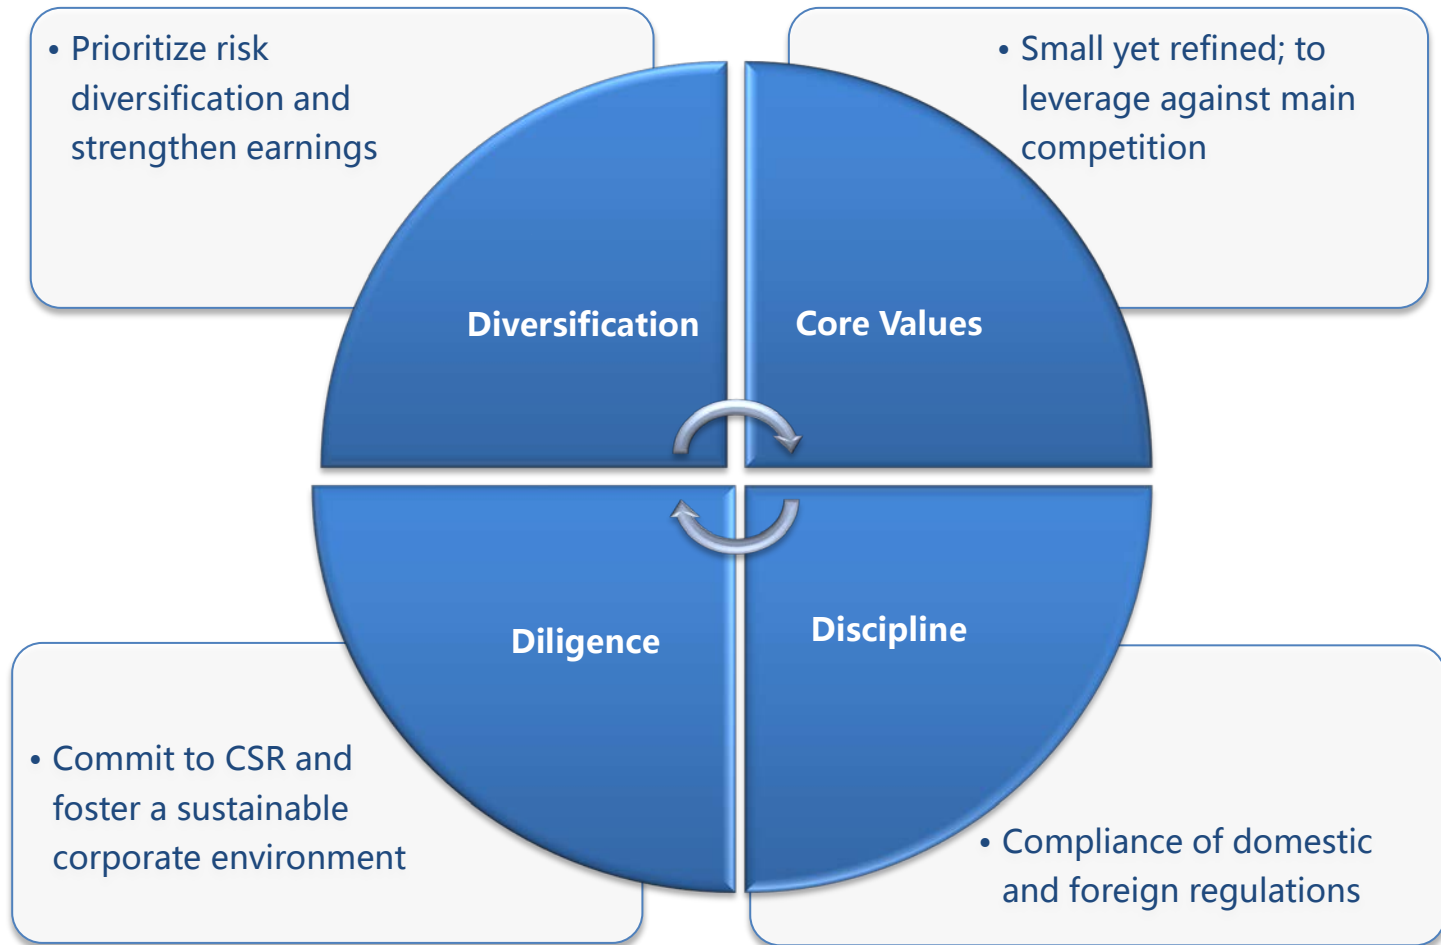 • Prioritize risk
diversification and
strengthen earnings
• Small yet refined; to
leverage against main
competition
Diversification
Core Values
Diligence
Discipline
• Commit to CSR and
foster a sustainable
corporate environment
• Compliance of domestic
and foreign regulations